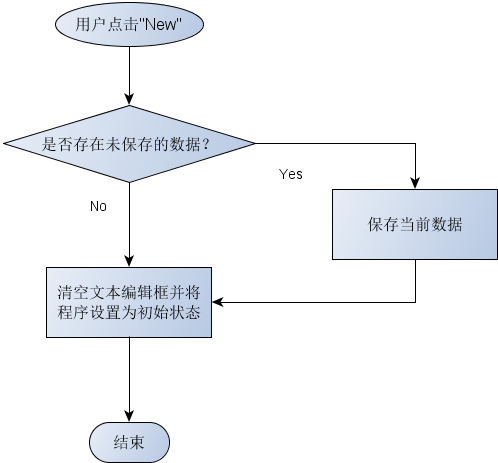 用户点击"New"
是否存在未保存的数据？
Yes
No
保存当前数据
清空文本编辑框并将
程序设置为初始状态
结束